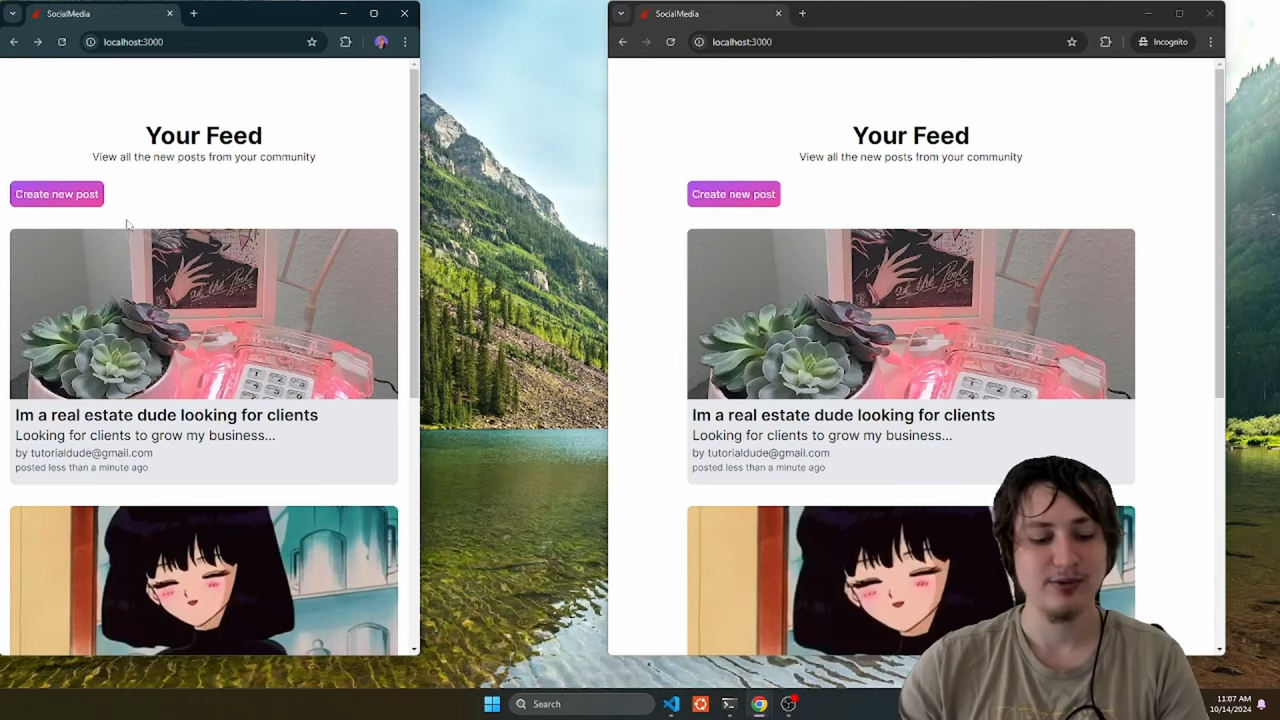 SocialMedia
localhost:3000
Your Feed
View all the new posts from your community
Create new post
Im a real estate dude looking for clients
Looking for clients to grow my business...
by tutorialdude@gmail.com
posted less than a minute ago
SocialMedia
localhost:3000
Incognito
Your Feed
View all the new posts from your community
Create new post
Im a real estate dude looking for clients
Looking for clients to grow my business...
by tutorialdude@gmail.com
posted less than a minute ago
Search
11:07 AM
10/14/2024